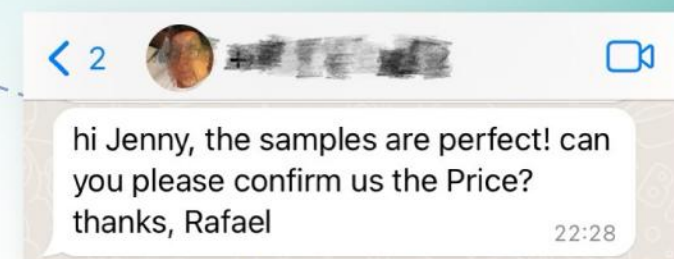 2
hi Jenny, the samples are perfect! can
you please confirm us the Price?
thanks, Rafael
22:28